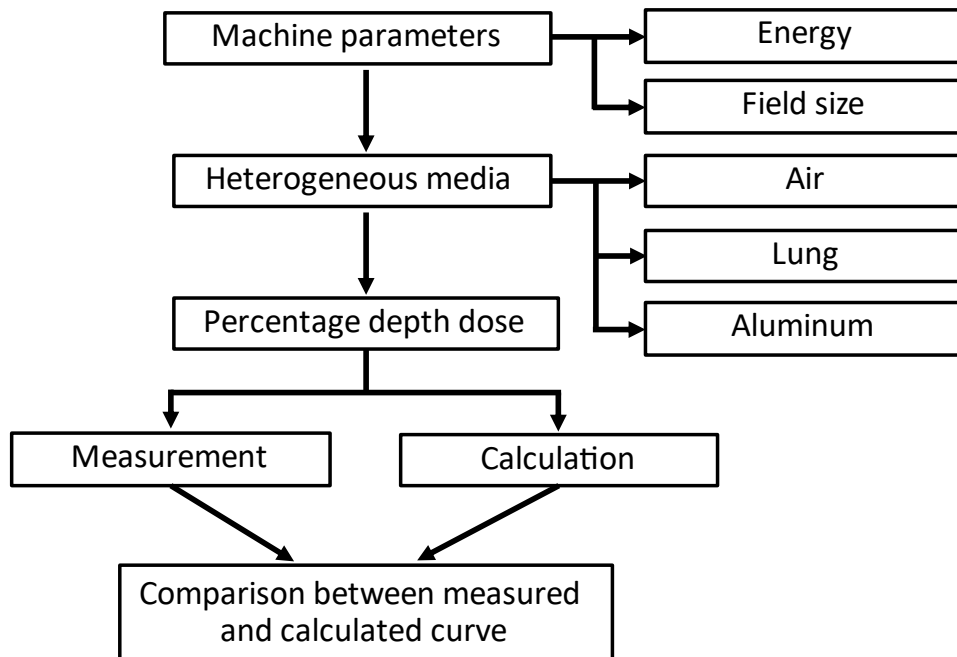 Machine parameters
Energy
Field size
Heterogeneous media
Air
Lung
Aluminum
Percentage depth dose
Measurement
Calculation
Comparison between measured
and calculated curve